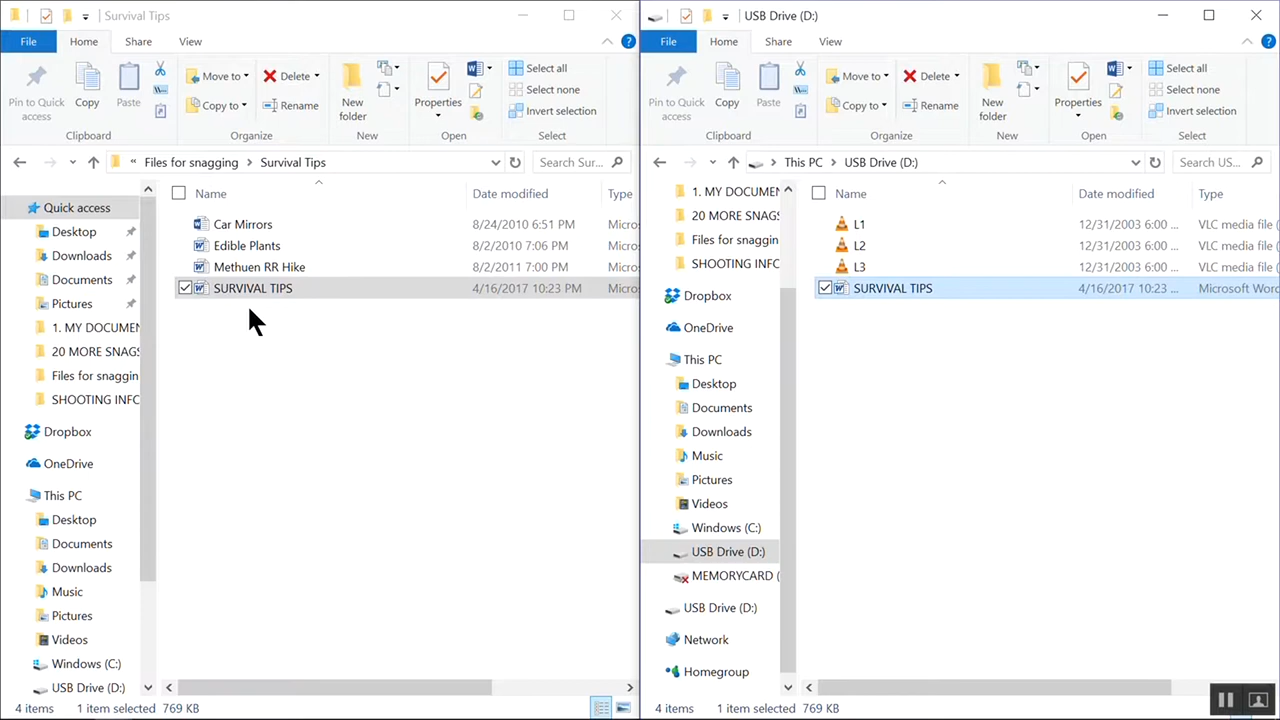 Survival Tips
File Home Share View
Pin to Quick access
Copy
Paste
Clipboard
Move to
Copy to
Delete
Rename
Organize
New folder
New
Properties
Open
Select all
Select none
Invert selection
Select
« Files for snagging > Survival Tips
Search Sur...
Quick access
Desktop
Downloads
Documents
Pictures
1. MY DOCUMEN
20 MORE SNAGS
Files for snaggin
SHOOTING INFO
Dropbox
OneDrive
This PC
Desktop
Documents
Downloads
Music
Pictures
Videos
Windows (C:)
USB Drive (D:)
Name Date modified Type
Car Mirrors 8/24/2010 6:51 PM Micros
Edible Plants 8/2/2010 7:06 PM Micros
Methuen RR Hike 8/2/2011 7:00 PM Micros
SURVIVAL TIPS 4/16/2017 10:23 PM Micros
4 items 1 item selected 769 KB
USB Drive (D:)
File Home Share View
Pin to Quick access
Copy
Paste
Clipboard
Move to
Copy to
Delete
Rename
Organize
New folder
New
Properties
Open
Select all
Select none
Invert selection
Select
> This PC > USB Drive (D:)
Search US...
1. MY DOCUMEN
20 MORE SNAGS
Files for snaggin
SHOOTING INFO
Dropbox
OneDrive
This PC
Desktop
Documents
Downloads
Music
Pictures
Videos
Windows (C:)
USB Drive (D:)
MEMORYCARD (
USB Drive (D:)
Network
Homegroup
Name Date modified Type
L1 12/31/2003 6:00 ... VLC media file (
L2 12/31/2003 6:00 ... VLC media file (
L3 12/31/2003 6:00 ... VLC media file (
SURVIVAL TIPS 4/16/2017 10:23 ... Microsoft Word
4 items 1 item selected 769 KB